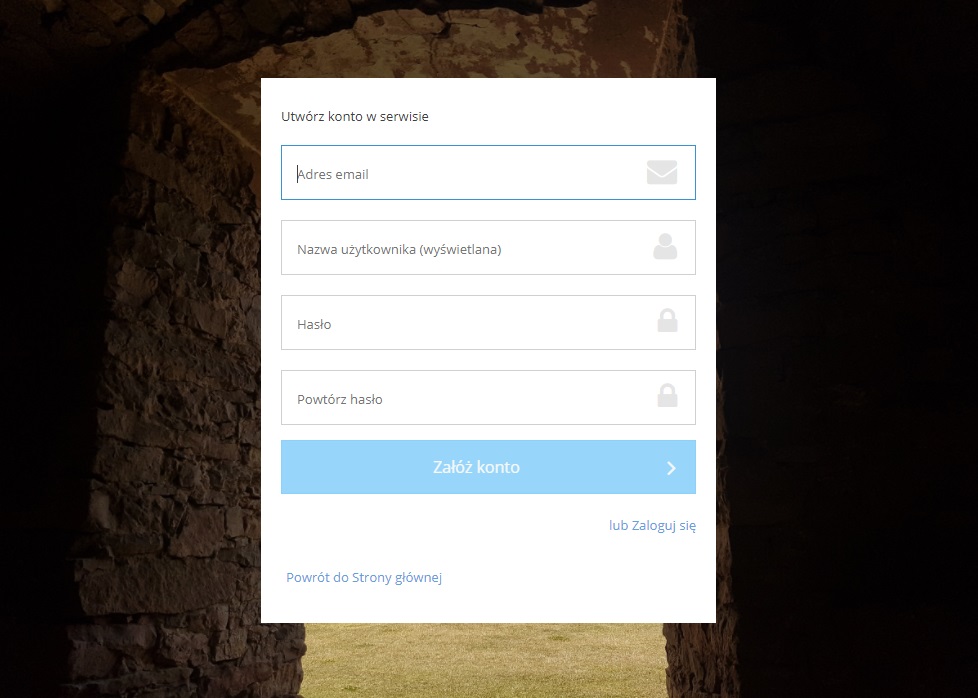 Utwórz konto w serwisie
Adres email
Nazwa użytkownika (wyświetlana)
Hasło
Powtórz hasło
Załóż konto
lub Zaloguj się
Powrót do Strony głównej